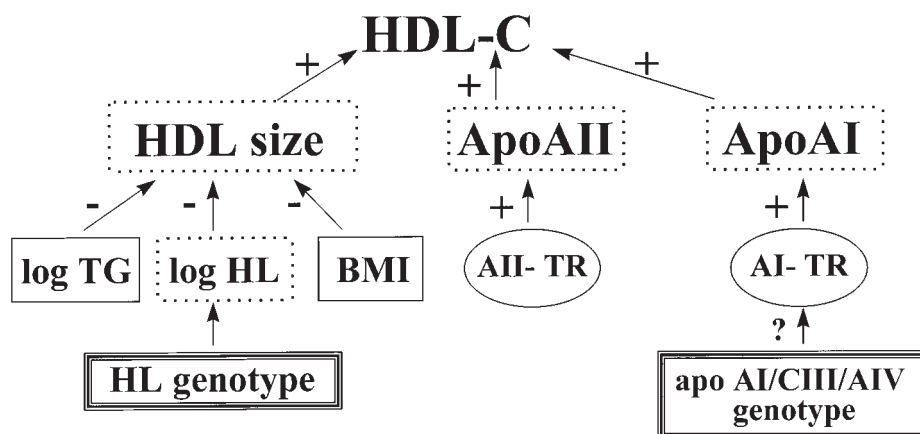 HDL-C
+ + +
HDL size ApoAII ApoAI
- - - + +
log TG log HL BMI AII- TR AI- TR
?
HL genotype apo AI/CIII/AIV
genotype